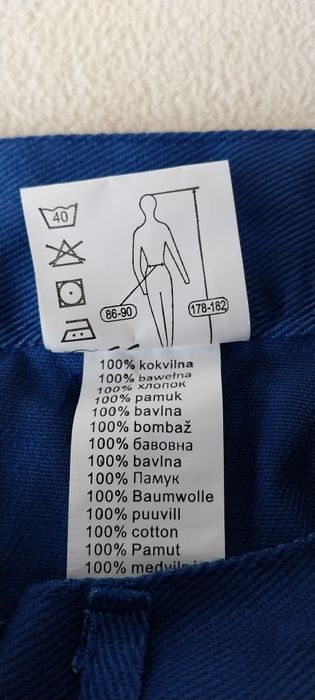 40
86-90
178-182
100% kokvilna
100% bawełna
100% хлопок
100% pamuk
100% bavlna
100% bombaž
100% бавовна
100% bavlna
100% Памук
100% Baumwolle
100% puuvill
100% cotton
100% Pamut
100%